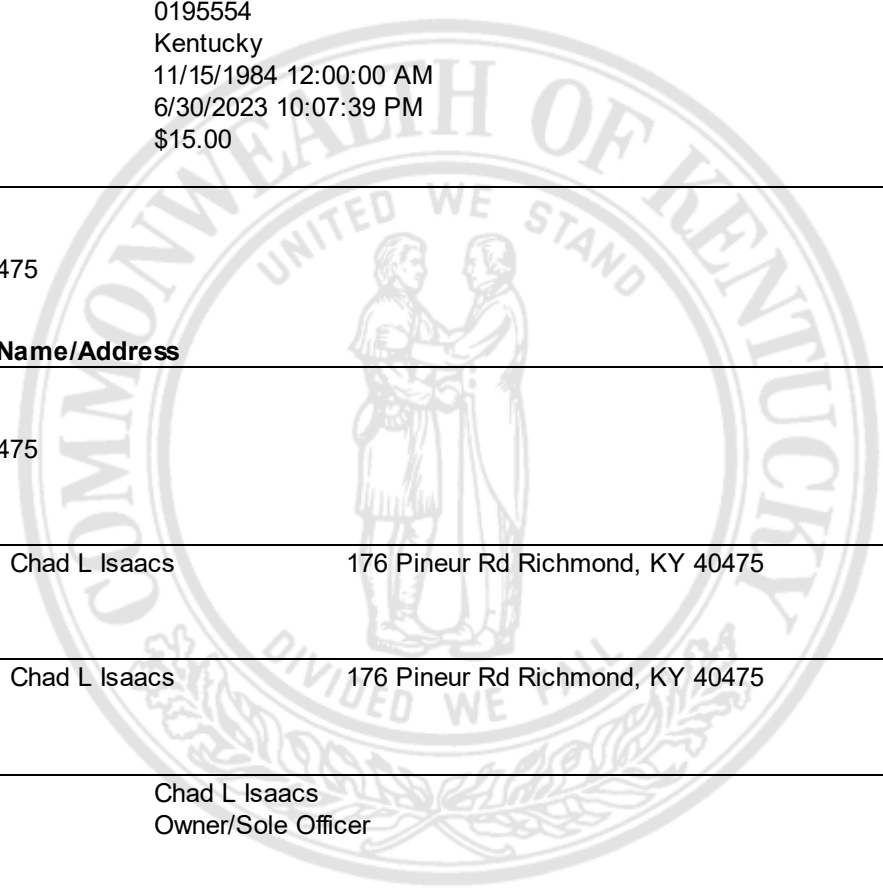 0195554
Kentucky
11/15/1984 12:00:00 AM
6/30/2023 10:07:39 PM
$15.00
475
Name/Address
475
Chad L Isaacs 176 Pineur Rd Richmond, KY 40475
Chad L Isaacs 176 Pineur Rd Richmond, KY 40475
Chad L Isaacs
Owner/Sole Officer
COMMONWEALTH OF KENTUCKY
UNITED WE STAND
DIVIDED WE FALL